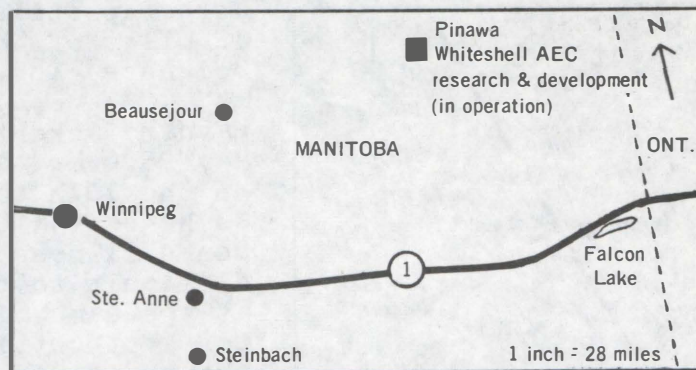 Pinawa
Whiteshell AEC
research & development
(in operation)
N
Beausejour
MANITOBA
ONT.
Winnipeg
1
Falcon
Lake
Ste. Anne
Steinbach
1 inch = 28 miles